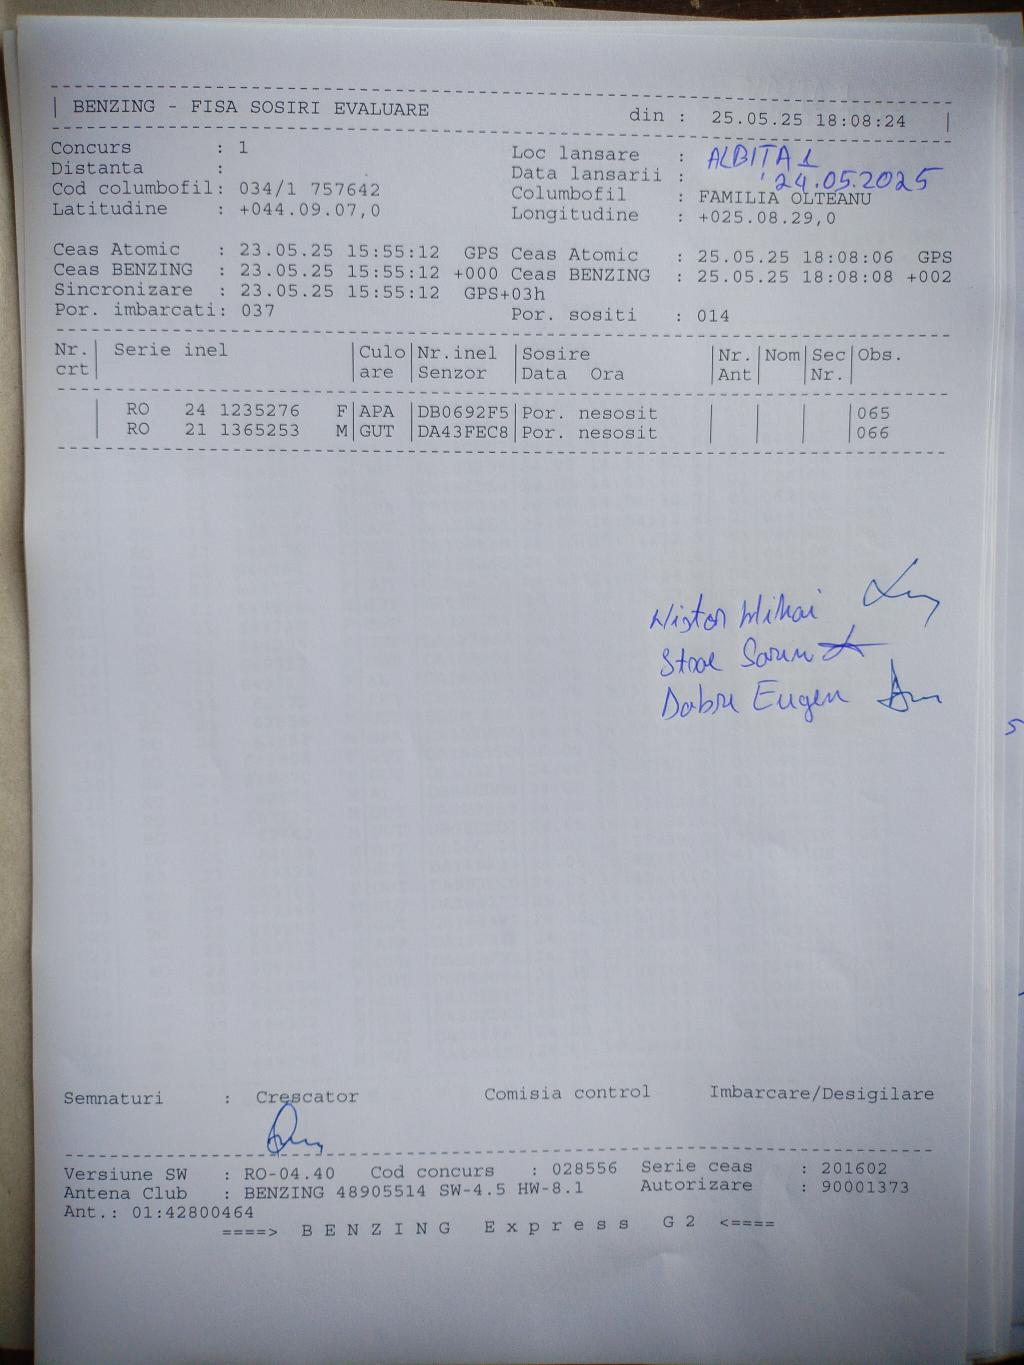 BENZING - FISA SOSIRI EVALUARE din : 25.05.25 18:08:24
Concurs : 1 Loc lansare : ALBITA 1
Distanta : Data lansarii : 24.05.2025
Cod columbofil: 034/1 757642 Columbofil : FAMILIA OLTEANU
Latitudine : +044.09.07,0 Longitudine : +025.08.29,0
Ceas Atomic : 23.05.25 15:55:12 GPS Ceas Atomic : 25.05.25 18:08:06 GPS
Ceas BENZING : 23.05.25 15:55:12 +000 Ceas BENZING : 25.05.25 18:08:08 +002
Sincronizare : 23.05.25 15:55:12 GPS+03h
Por. imbarcati: 037 Por. sositi : 014
Nr. Serie inel Culo Nr.inel Sosire Nr. Nom Sec Obs.
crt are Senzor Data Ora Ant Nr.
RO 24 1235276 F APA DB0692F5 Por. nesosit 065
RO 21 1365253 M GUT DA43FEC8 Por. nesosit 066
Nistor Mihai
Stroe Sorin
Dobre Eugen
Semnaturi : Crescator Comisia control Imbarcare/Desigilare
Versiune SW : RO-04.40 Cod concurs : 028556 Serie ceas : 201602
Antena Club : BENZING 48905514 SW-4.5 HW-8.1 Autorizare : 90001373
Ant.: 01:42800464
====> B E N Z I N G E x p r e s s G 2 <====